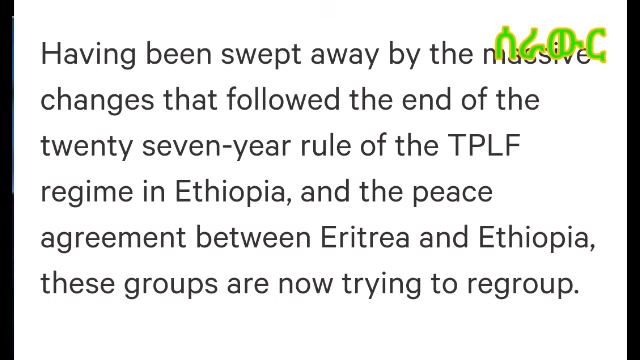 ሰራዊር
Having been swept away by the massive
changes that followed the end of the
twenty seven-year rule of the TPLF
regime in Ethiopia, and the peace
agreement between Eritrea and Ethiopia,
these groups are now trying to regroup.